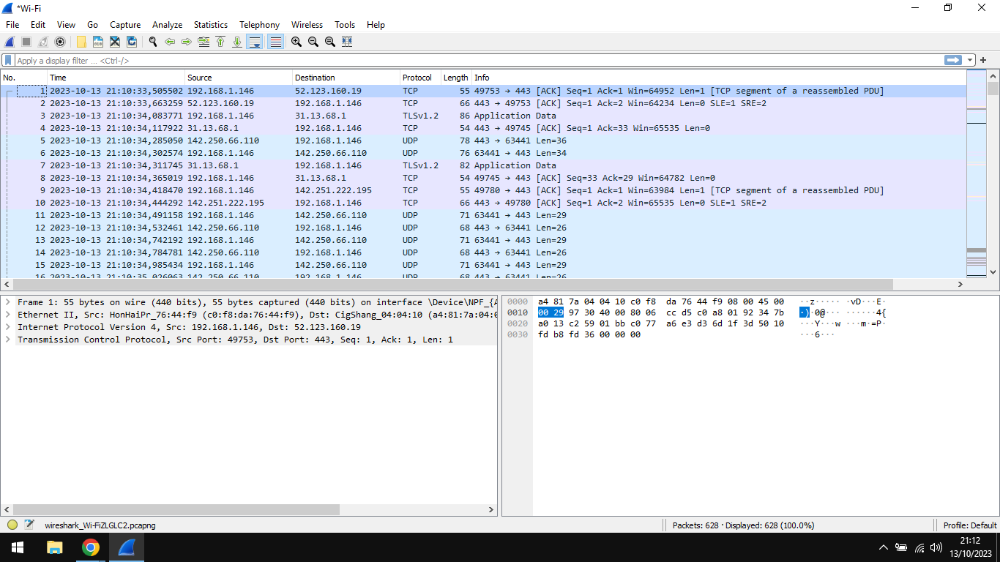 *Wi-Fi
File Edit View Go Capture Analyze Statistics Telephony Wireless Tools Help
Apply a display filter ... <Ctrl-/>
No. Time Source Destination Protocol Length Info
1 2023-10-13 21:10:33,505502 192.168.1.146 52.123.160.19 TCP 55 49753 → 443 [ACK] Seq=1 Ack=1 Win=64952 Len=1 [TCP segment of a reassembled PDU]
2 2023-10-13 21:10:33,663259 52.123.160.19 192.168.1.146 TCP 66 443 → 49753 [ACK] Seq=1 Ack=2 Win=64234 Len=0 SLE=1 SRE=2
3 2023-10-13 21:10:34,083771 192.168.1.146 31.13.68.1 TLSv1.2 86 Application Data
4 2023-10-13 21:10:34,117922 31.13.68.1 192.168.1.146 TCP 54 443 → 49745 [ACK] Seq=1 Ack=33 Win=65535 Len=0
5 2023-10-13 21:10:34,285050 142.250.66.110 192.168.1.146 UDP 78 443 → 63441 Len=36
6 2023-10-13 21:10:34,302574 192.168.1.146 142.250.66.110 UDP 76 63441 → 443 Len=34
7 2023-10-13 21:10:34,311745 31.13.68.1 192.168.1.146 TLSv1.2 82 Application Data
8 2023-10-13 21:10:34,365019 192.168.1.146 31.13.68.1 TCP 54 49745 → 443 [ACK] Seq=33 Ack=29 Win=64782 Len=0
9 2023-10-13 21:10:34,418470 192.168.1.146 142.251.222.195 TCP 55 49780 → 443 [ACK] Seq=1 Ack=1 Win=63984 Len=1 [TCP segment of a reassembled PDU]
10 2023-10-13 21:10:34,444292 142.251.222.195 192.168.1.146 TCP 66 443 → 49780 [ACK] Seq=1 Ack=2 Win=65535 Len=0 SLE=1 SRE=2
11 2023-10-13 21:10:34,491158 192.168.1.146 142.250.66.110 UDP 71 63441 → 443 Len=29
12 2023-10-13 21:10:34,532461 142.250.66.110 192.168.1.146 UDP 68 443 → 63441 Len=26
13 2023-10-13 21:10:34,742192 192.168.1.146 142.250.66.110 UDP 71 63441 → 443 Len=29
14 2023-10-13 21:10:34,784781 142.250.66.110 192.168.1.146 UDP 68 443 → 63441 Len=26
15 2023-10-13 21:10:34,985434 192.168.1.146 142.250.66.110 UDP 71 63441 → 443 Len=29
16 2023-10-13 21:10:35,026063 142.250.66.110 192.168.1.146 UDP 68 443 → 63441 Len=26
Frame 1: 55 bytes on wire (440 bits), 55 bytes captured (440 bits) on interface \Device\NPF_{A
Ethernet II, Src: HonHaiPr_76:44:f9 (c0:f8:da:76:44:f9), Dst: CigShang_04:04:10 (a4:81:7a:04:0
Internet Protocol Version 4, Src: 192.168.1.146, Dst: 52.123.160.19
Transmission Control Protocol, Src Port: 49753, Dst Port: 443, Seq: 1, Ack: 1, Len: 1
0000 a4 81 7a 04 04 10 c0 f8 da 76 44 f9 08 00 45 00 ··z····· ·vD···E·
0010 00 29 97 30 40 00 80 06 cc d5 c0 a8 01 92 34 7b ·)·0@··· ······4{
0020 a0 13 c2 59 01 bb c0 77 a6 e3 d3 6d 1f 3d 50 10 ···Y···w ···m·=P·
0030 fd b8 fd 36 00 00 00 ···6···
wireshark_Wi-FiZLGLC2.pcapng
Packets: 628 · Displayed: 628 (100.0%)
Profile: Default
21:12
13/10/2023